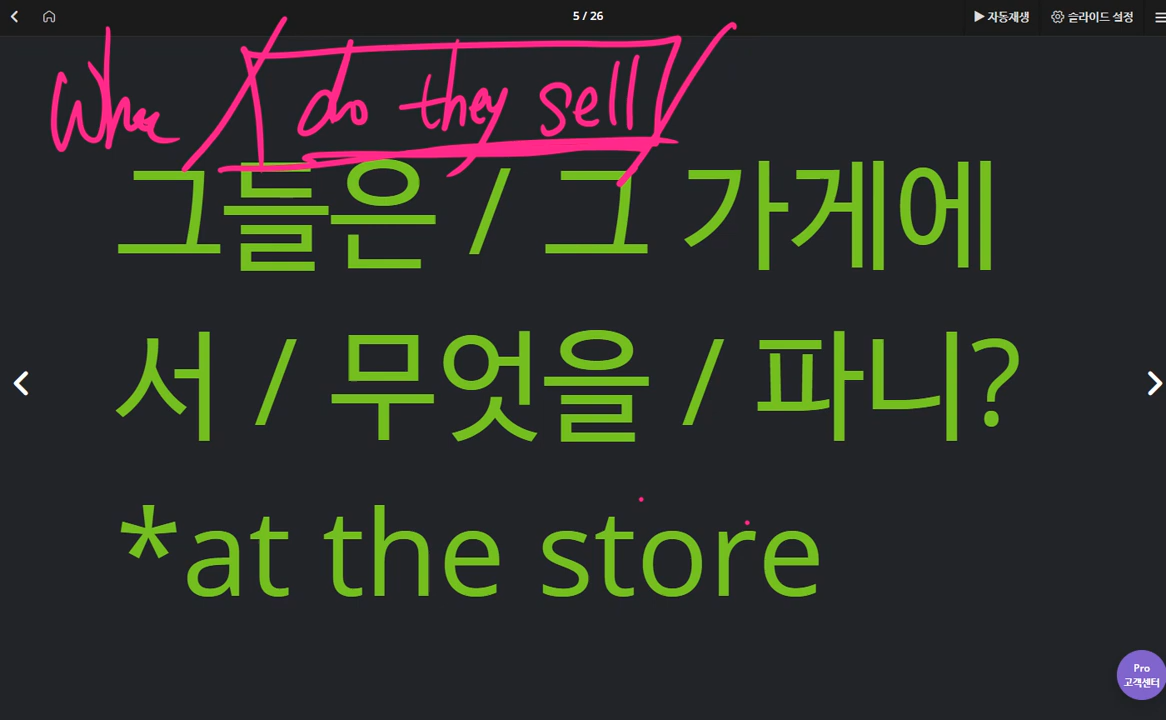 5 / 26
▶ 자동재생
슬라이드 설정
do they sell
그들은 / 그 가게에
서 / 무엇을 / 파니?
*at the store
Pro
고객센터